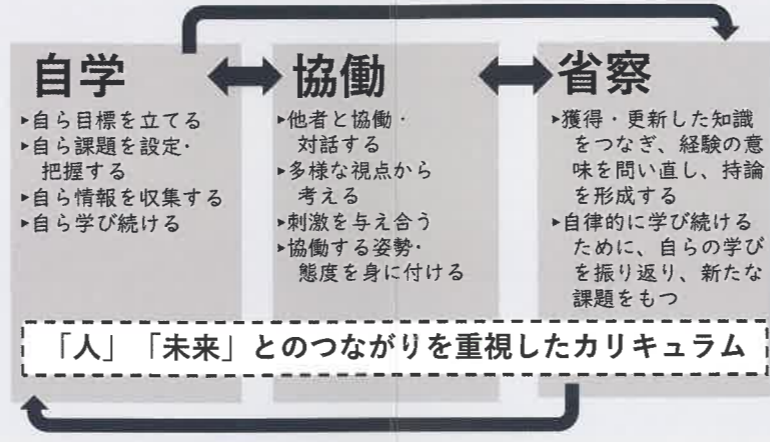 自学
▸自ら目標を立てる
▸自ら課題を設定・
把握する
▸自ら情報を収集する
▸自ら学び続ける
協働
▸他者と協働・
対話する
▸多様な視点から
考える
▸刺激を与え合う
▸協働する姿勢・
態度を身に付ける
省察
▸獲得・更新した知識
をつなぎ、経験の意
味を問い直し、持論
を形成する
▸自律的に学び続ける
ために、自らの学び
を振り返り、新たな
課題をもつ
「人」「未来」とのつながりを重視したカリキュラム